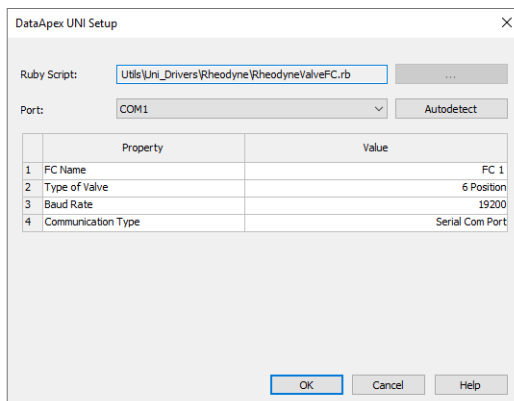 DataApex UNI Setup
Ruby Script: Utils\Uni_Drivers\Rheodyne\RheodyneValveFC.rb ...
Port: COM1 Autodetect
Property Value
1 FC Name FC 1
2 Type of Valve 6 Position
3 Baud Rate 19200
4 Communication Type Serial Com Port
OK Cancel Help